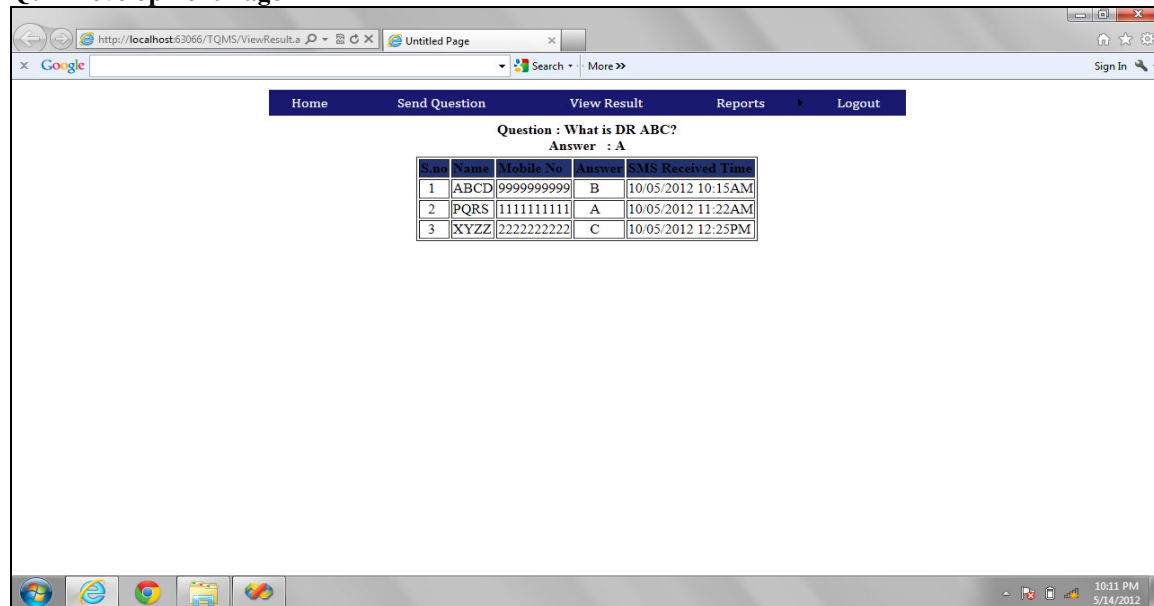 http://localhost:63066/TQMS/ViewResult.a
Untitled Page
x Google
Search
More »
Sign In
Home Send Question View Result Reports Logout
Question : What is DR ABC?
Answer : A
S.no Name Mobile No Answer SMS Received Time
1 ABCD 9999999999 B 10/05/2012 10:15AM
2 PQRS 1111111111 A 10/05/2012 11:22AM
3 XYZZ 2222222222 C 10/05/2012 12:25PM
10:11 PM
5/14/2012